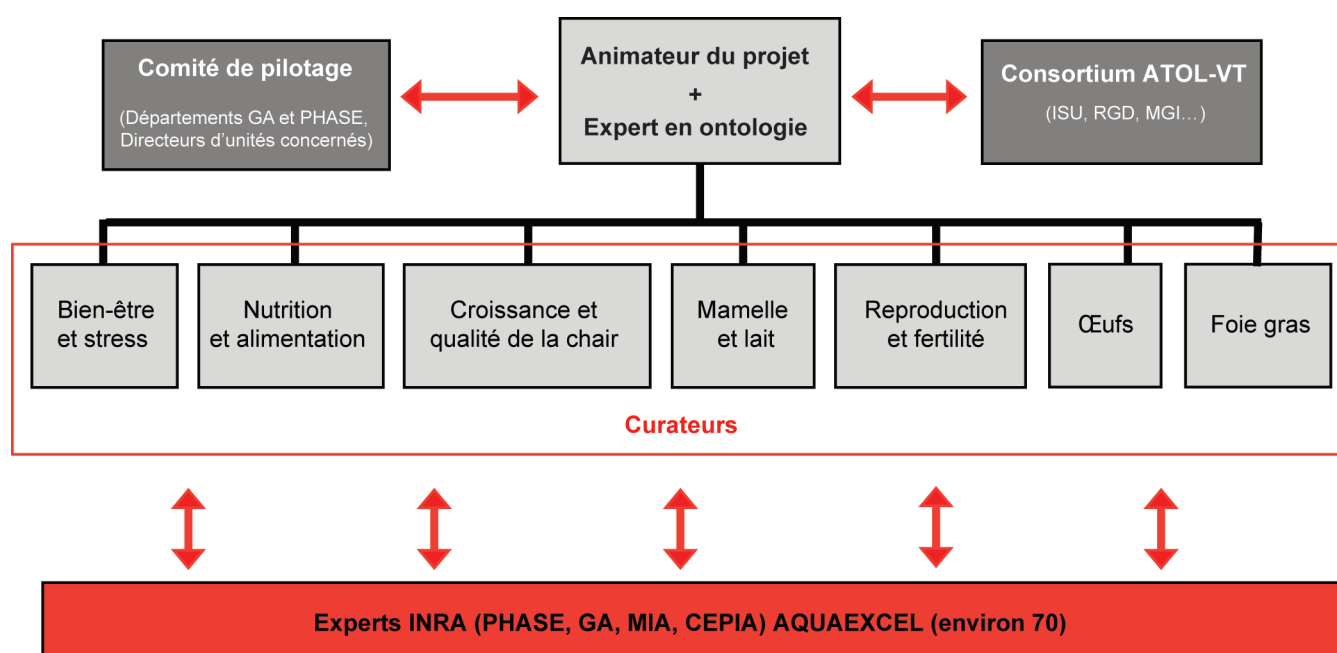 Comité de pilotage
(Départements GA et PHASE,
Directeurs d'unités concernés)
Animateur du projet
+
Expert en ontologie
Consortium ATOL-VT
(ISU, RGD, MGI…)
Bien-être
et stress
Nutrition
et alimentation
Croissance et
qualité de la chair
Mamelle
et lait
Reproduction
et fertilité
Œufs
Foie gras
Curateurs
Experts INRA (PHASE, GA, MIA, CEPIA) AQUAEXCEL (environ 70)